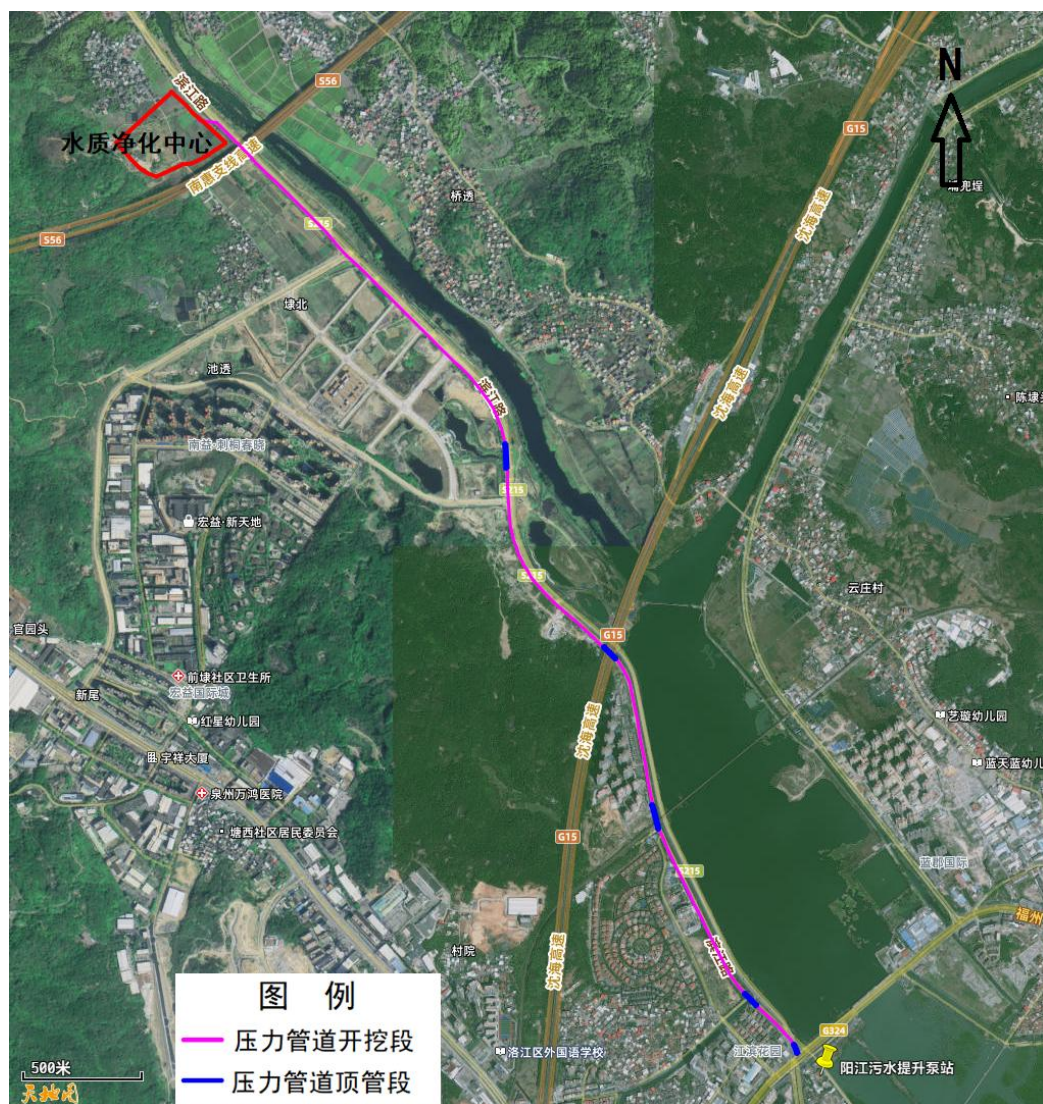 S56
滨江路
N
G15
水质净化中心
南惠支线高速
桥透
S56
S215
沈海高速
埭北
池透
沈海高速
滨江路
陈埭头
南益·刺桐春晓
S215
宏益·新天地
S215
云庄村
官园头
G15
前埭社区卫生所
宏益国际城
新尾
红星幼儿园
艺璇幼儿园
宇祥大厦
沈海高速
蓝天蓝幼儿
泉州万鸿医院
塘西社区居民委员会
G15
S215
蓝郡国际
福州
村院
沈海高速
滨江路
图 例
压力管道开挖段
压力管道顶管段
G324
洛江区外国语学校
江滨花园
阳江污水提升泵站
500米
天地图